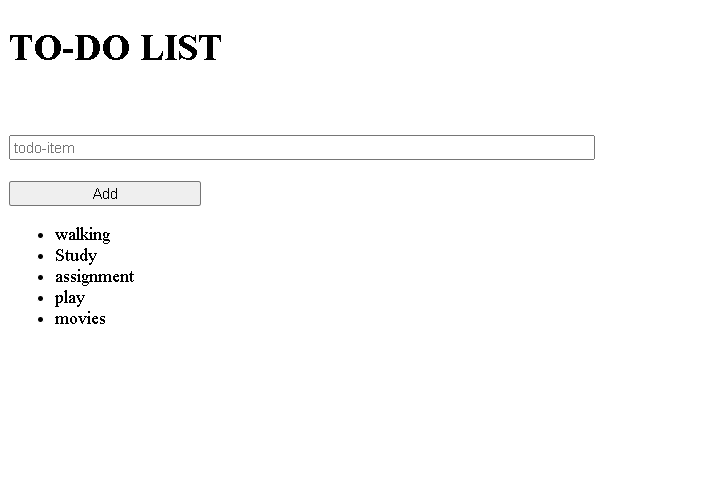 TO-DO LIST
todo-item
Add
walking
Study
assignment
play
movies